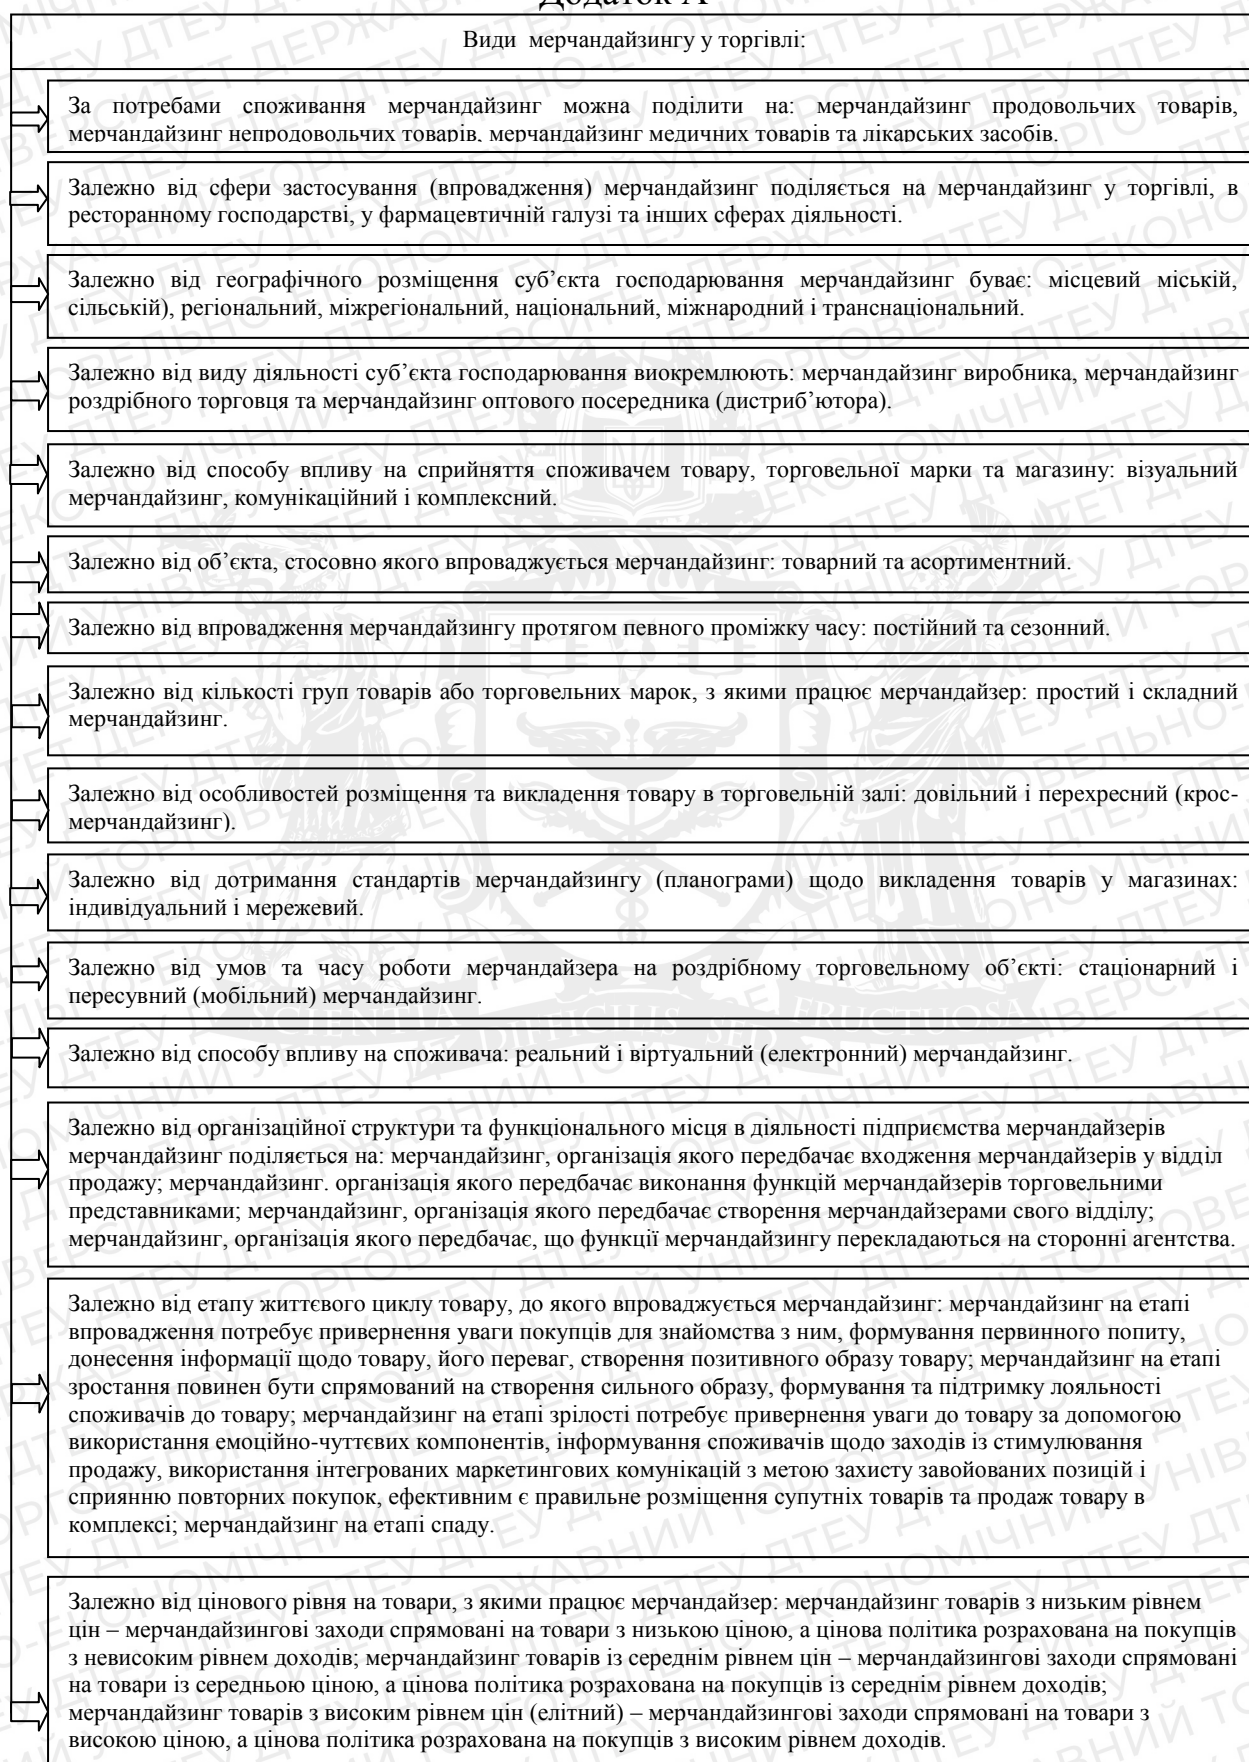 Додаток А
Види мерчандайзингу у торгівлі:
За потребами споживання мерчандайзинг можна поділити на: мерчандайзинг продовольчих товарів,
мерчандайзинг непродовольчих товарів, мерчандайзинг медичних товарів та лікарських засобів.
Залежно від сфери застосування (впровадження) мерчандайзинг поділяється на мерчандайзинг у торгівлі, в
ресторанному господарстві, у фармацевтичній галузі та інших сферах діяльності.
Залежно від географічного розміщення суб’єкта господарювання мерчандайзинг буває: місцевий міській,
сільській), регіональний, міжрегіональний, національний, міжнародний і транснаціональний.
Залежно від виду діяльності суб’єкта господарювання виокремлюють: мерчандайзинг виробника, мерчандайзинг
роздрібного торговця та мерчандайзинг оптового посередника (дистриб’ютора).
Залежно від способу впливу на сприйняття споживачем товару, торговельної марки та магазину: візуальний
мерчандайзинг, комунікаційний і комплексний.
Залежно від об’єкта, стосовно якого впроваджується мерчандайзинг: товарний та асортиментний.
Залежно від впровадження мерчандайзингу протягом певного проміжку часу: постійний та сезонний.
Залежно від кількості груп товарів або торговельних марок, з якими працює мерчандайзер: простий і складний
мерчандайзинг.
Залежно від особливостей розміщення та викладення товару в торговельній залі: довільний і перехресний (крос-
мерчандайзинг).
Залежно від дотримання стандартів мерчандайзингу (планограми) щодо викладення товарів у магазинах:
індивідуальний і мережевий.
Залежно від умов та часу роботи мерчандайзера на роздрібному торговельному об’єкті: стаціонарний і
пересувний (мобільний) мерчандайзинг.
SCIENTIA DIFFICILIS SED FRUCTUOSA
Залежно від способу впливу на споживача: реальний і віртуальний (електронний) мерчандайзинг.
Залежно від організаційної структури та функціонального місця в діяльності підприємства мерчандайзерів
мерчандайзинг поділяється на: мерчандайзинг, організація якого передбачає входження мерчандайзерів у відділ
продажу; мерчандайзинг. організація якого передбачає виконання функцій мерчандайзерів торговельними
представниками; мерчандайзинг, організація якого передбачає створення мерчандайзерами свого відділу;
мерчандайзинг, організація якого передбачає, що функції мерчандайзингу перекладаються на сторонні агентства.
Залежно від етапу життєвого циклу товару, до якого впроваджується мерчандайзинг: мерчандайзинг на етапі
впровадження потребує привернення уваги покупців для знайомства з ним, формування первинного попиту,
донесення інформації щодо товару, його переваг, створення позитивного образу товару; мерчандайзинг на етапі
зростання повинен бути спрямований на створення сильного образу, формування та підтримку лояльності
споживачів до товару; мерчандайзинг на етапі зрілості потребує привернення уваги до товару за допомогою
використання емоційно-чуттєвих компонентів, інформування споживачів щодо заходів із стимулювання
продажу, використання інтегрованих маркетингових комунікацій з метою захисту завойованих позицій і
сприянню повторних покупок, ефективним є правильне розміщення супутніх товарів та продаж товару в
комплексі; мерчандайзинг на етапі спаду.
Залежно від цінового рівня на товари, з якими працює мерчандайзер: мерчандайзинг товарів з низьким рівнем
цін – мерчандайзингові заходи спрямовані на товари з низькою ціною, а цінова політика розрахована на покупців
з невисоким рівнем доходів; мерчандайзинг товарів із середнім рівнем цін – мерчандайзингові заходи спрямовані
на товари із середньою ціною, а цінова політика розрахована на покупців із середнім рівнем доходів;
мерчандайзинг товарів з високим рівнем цін (елітний) – мерчандайзингові заходи спрямовані на товари з
високою ціною, а цінова політика розрахована на покупців з високим рівнем доходів.